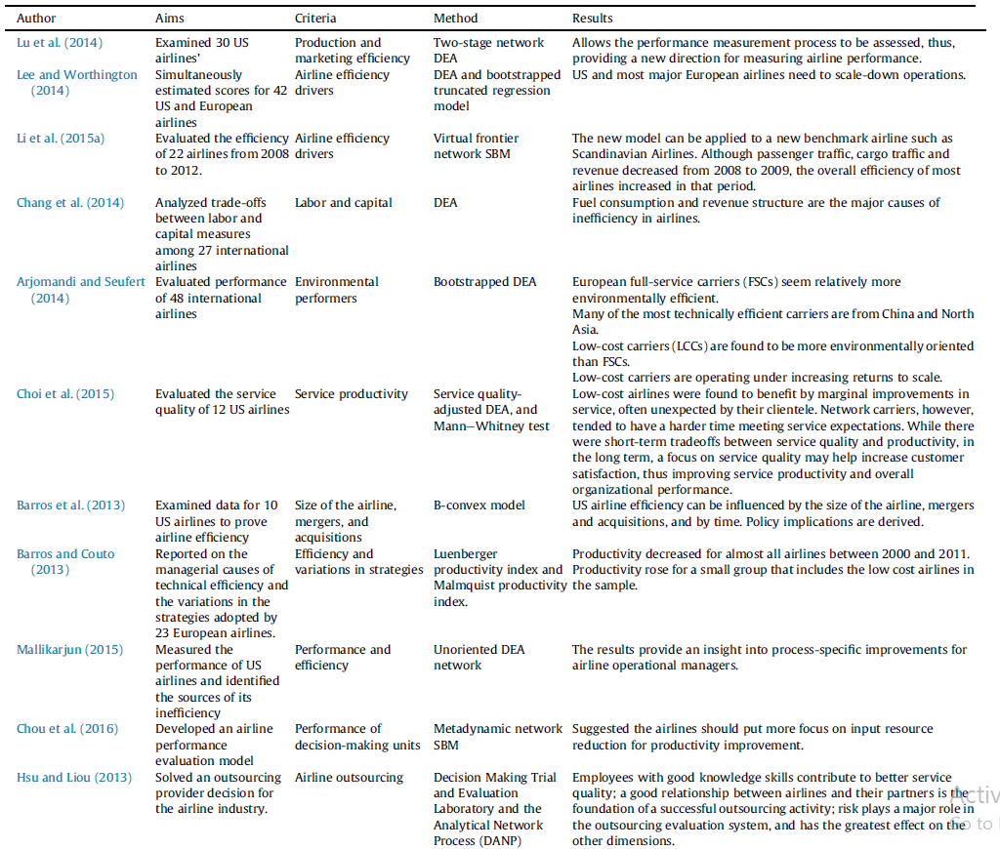 Author
Aims
Criteria
Method
Results
Lu et al. (2014)
Examined 30 US
airlines'
Production and
marketing efficiency
Two-stage network
DEA
Allows the performance measurement process to be assessed, thus,
providing a new direction for measuring airline performance.
Lee and Worthington
(2014)
Simultaneously
estimated scores for 42
US and European
airlines
Airline efficiency
drivers
DEA and bootstrapped
truncated regression
model
US and most major European airlines need to scale-down operations.
Li et al. (2015a)
Evaluated the efficiency
of 22 airlines from 2008
to 2012.
Airline efficiency
drivers
Virtual frontier
network SBM
The new model can be applied to a new benchmark airline such as
Scandinavian Airlines. Although passenger traffic, cargo traffic and
revenue decreased from 2008 to 2009, the overall efficiency of most
airlines increased in that period.
Chang et al. (2014)
Analyzed trade-offs
between labor and
capital measures
among 27 international
airlines
Labor and capital
DEA
Fuel consumption and revenue structure are the major causes of
inefficiency in airlines.
Arjomandi and Seufert
(2014)
Evaluated performance
of 48 international
airlines
Environmental
performers
Bootstrapped DEA
European full-service carriers (FSCs) seem relatively more
environmentally efficient.
Many of the most technically efficient carriers are from China and North
Asia.
Low-cost carriers (LCCs) are found to be more environmentally oriented
than FSCs.
Low-cost carriers are operating under increasing returns to scale.
Choi et al. (2015)
Evaluated the service
quality of 12 US airlines
Service productivity
Service quality-
adjusted DEA, and
Mann–Whitney test
Low-cost airlines were found to benefit by marginal improvements in
service, often unexpected by their clientele. Network carriers, however,
tended to have a harder time meeting service expectations. While there
were short-term tradeoffs between service quality and productivity, in
the long term, a focus on service quality may help increase customer
satisfaction, thus improving service productivity and overall
organizational performance.
Barros et al. (2013)
Examined data for 10
US airlines to prove
airline efficiency
Size of the airline,
mergers, and
acquisitions
B-convex model
US airline efficiency can be influenced by the size of the airline, mergers
and acquisitions, and by time. Policy implications are derived.
Barros and Couto
(2013)
Reported on the
managerial causes of
technical efficiency and
the variations in the
strategies adopted by
23 European airlines.
Efficiency and
variations in strategies
Luenberger
productivity index and
Malmquist productivity
index.
Productivity decreased for almost all airlines between 2000 and 2011.
Productivity rose for a small group that includes the low cost airlines in
the sample.
Mallikarjun (2015)
Measured the
performance of US
airlines and identified
the sources of its
inefficiency
Performance and
efficiency
Unoriented DEA
network
The results provide an insight into process-specific improvements for
airline operational managers.
Chou et al. (2016)
Developed an airline
performance
evaluation model
Performance of
decision-making units
Metadynamic network
SBM
Suggested the airlines should put more focus on input resource
reduction for productivity improvement.
Hsu and Liou (2013)
Solved an outsourcing
provider decision for
the airline industry.
Airline outsourcing
Decision Making Trial
and Evaluation
Laboratory and the
Analytical Network
Process (DANP)
Employees with good knowledge skills contribute to better service
quality; a good relationship between airlines and their partners is the
foundation of a successful outsourcing activity; risk plays a major role in
the outsourcing evaluation system, and has the greatest effect on the
other dimensions.
Activ
Go to